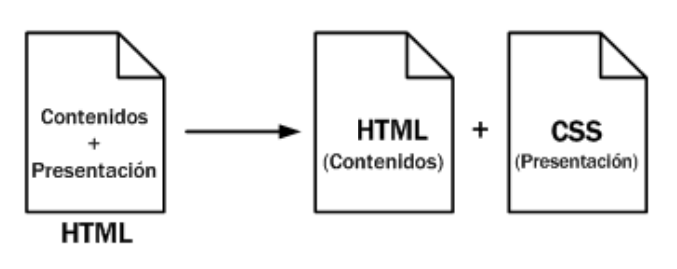 Contenidos
+
Presentación
HTML
HTML
(Contenidos)
+
CSS
(Presentación)